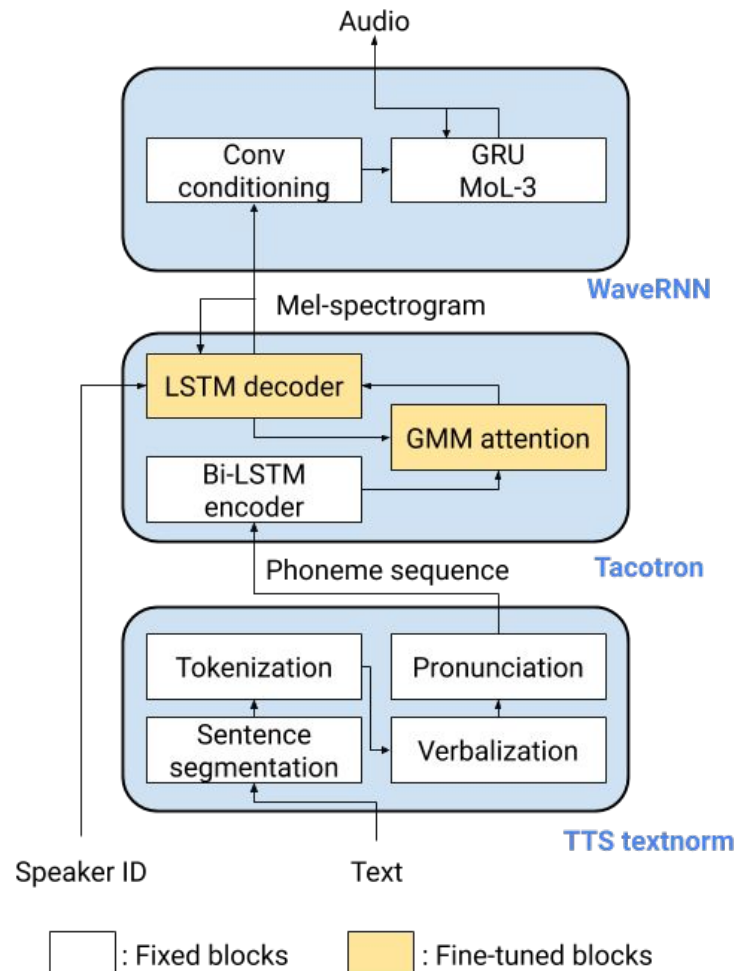 Audio
Conv
conditioning
GRU
MoL-3
WaveRNN
Mel-spectrogram
LSTM decoder
GMM attention
Bi-LSTM
encoder
Tacotron
Phoneme sequence
Tokenization
Pronunciation
Sentence
segmentation
Verbalization
TTS textnorm
Speaker ID
Text
: Fixed blocks
: Fine-tuned blocks